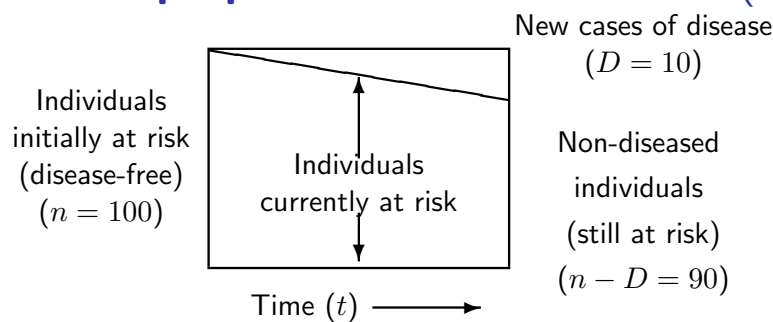 New cases of disease
(D = 10)
Individuals
initially at risk
(disease-free)
(n = 100)
Individuals
currently at risk
Non-diseased
individuals
(still at risk)
(n − D = 90)
Time (t)